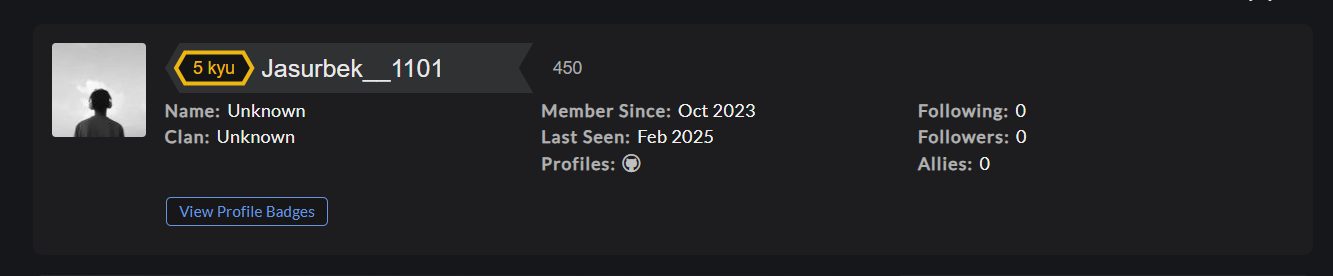 5 kyu Jasurbek__1101 450
Name: Unknown Member Since: Oct 2023 Following: 0
Clan: Unknown Last Seen: Feb 2025 Followers: 0
Profiles: Allies: 0
View Profile Badges